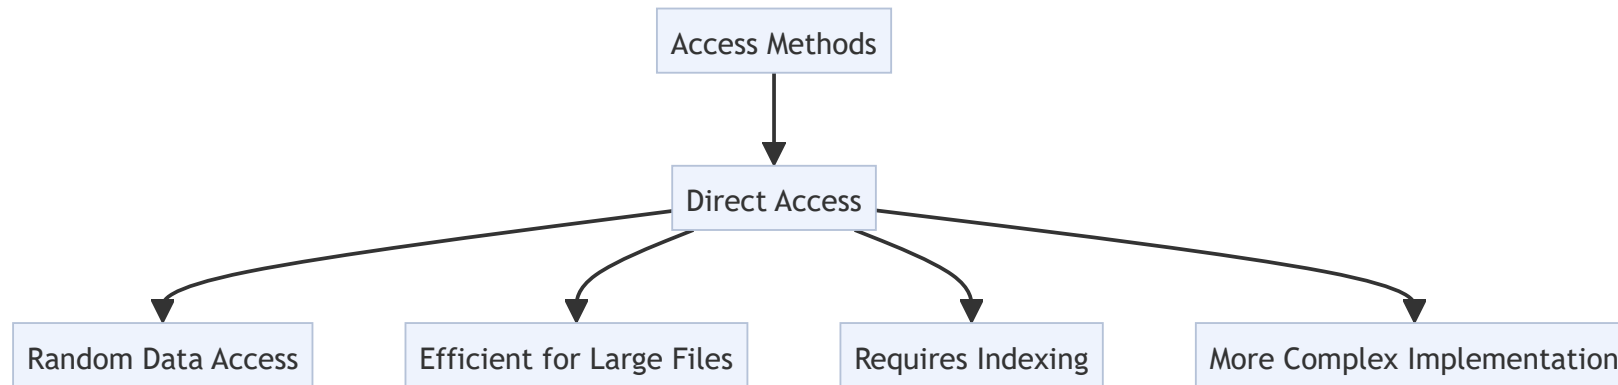 Access Methods
Direct Access
Random Data Access
Efficient for Large Files
Requires Indexing
More Complex Implementation